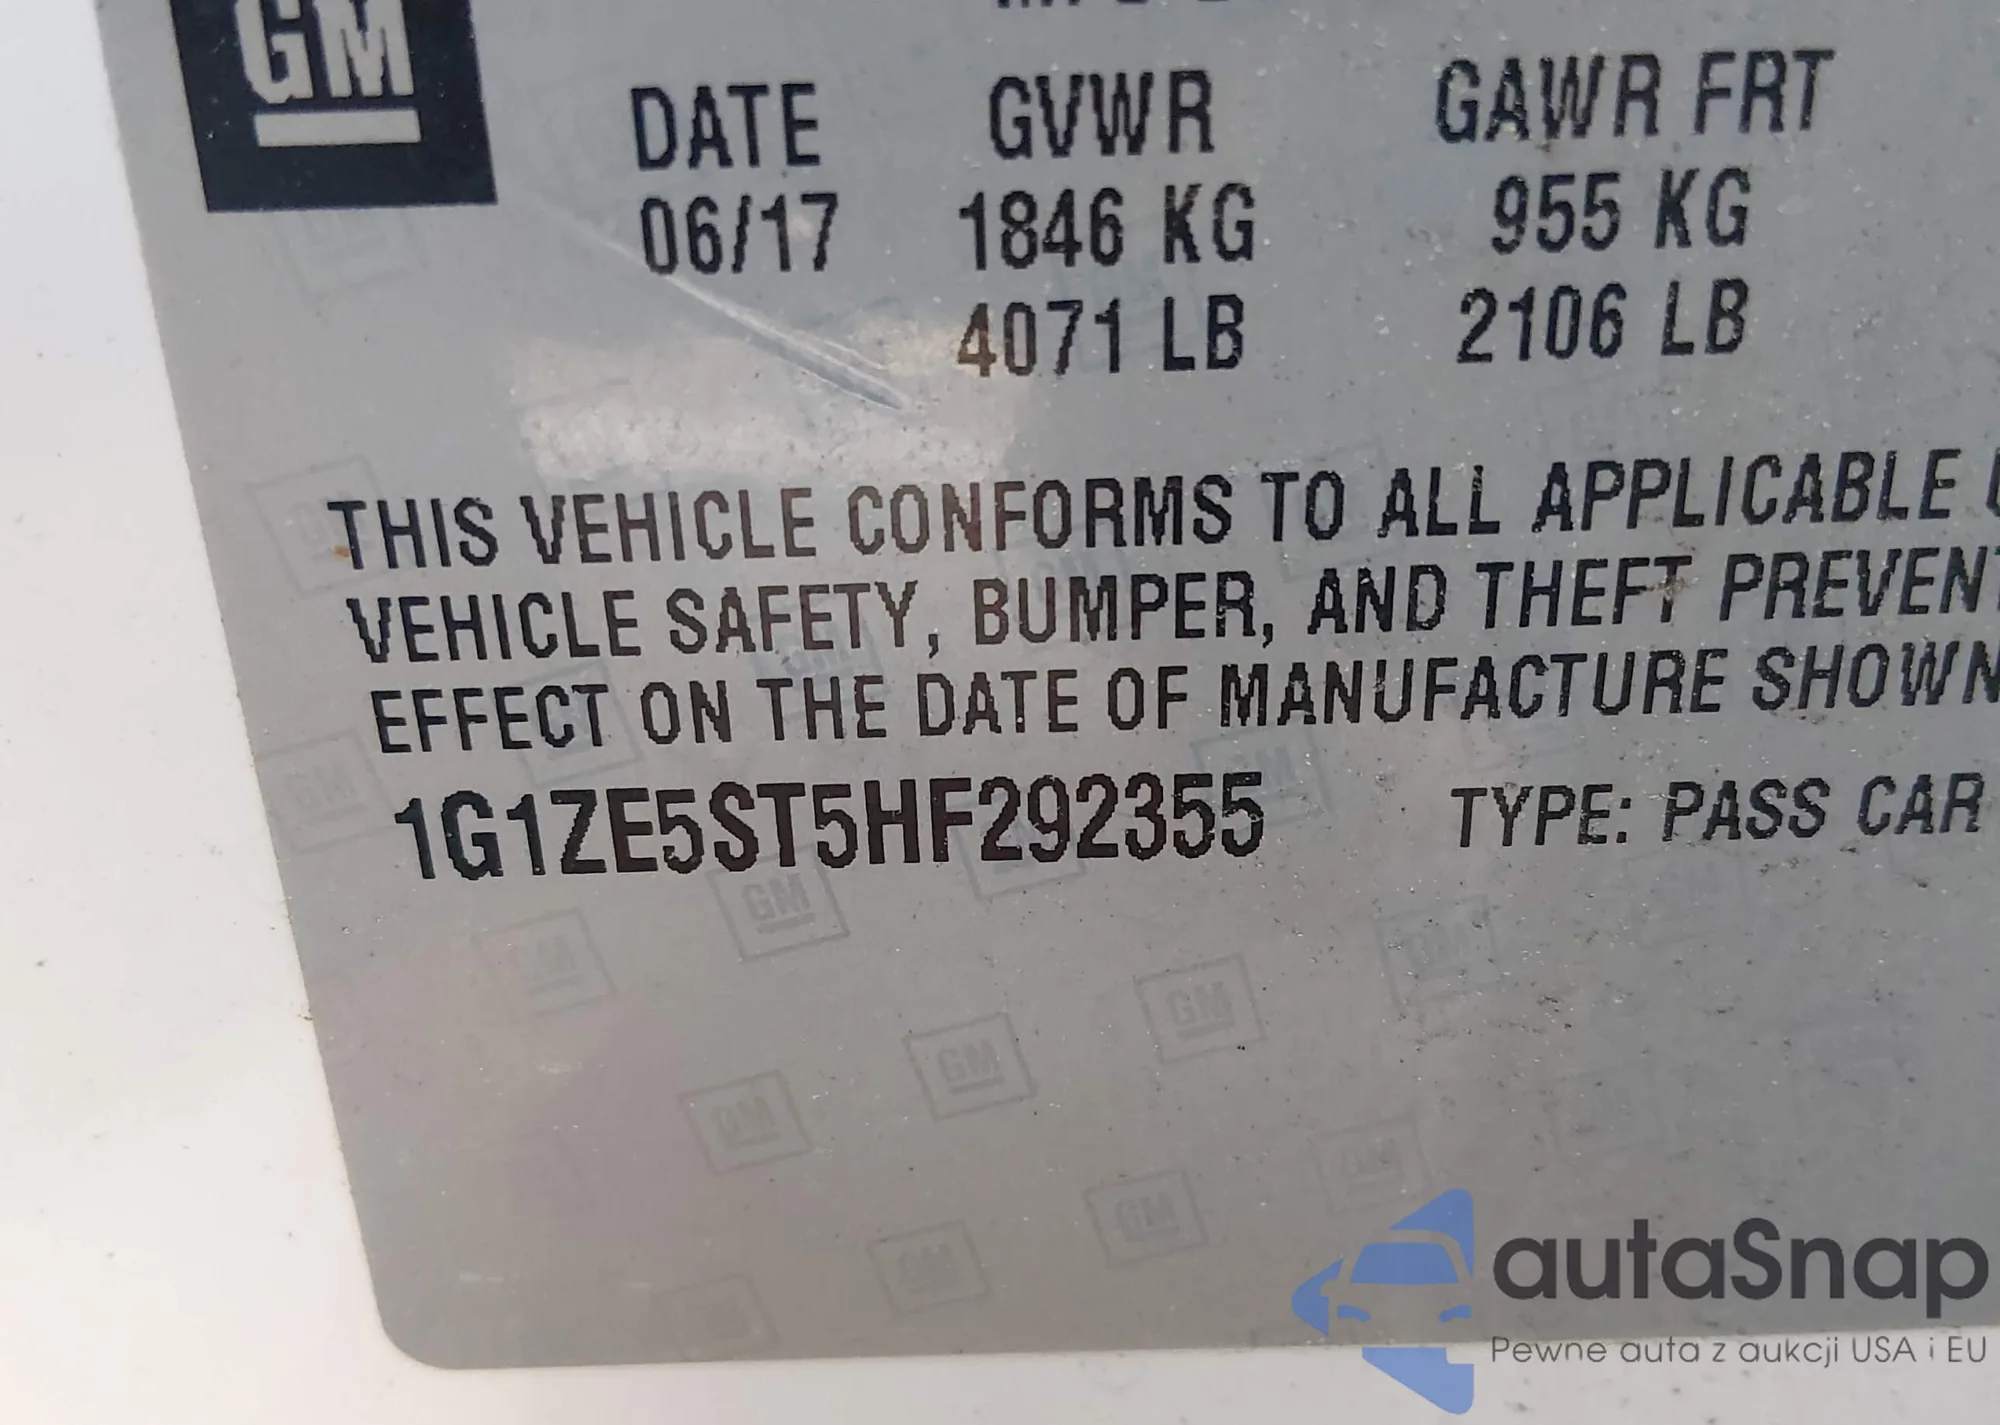 GM
DATE GVWR GAWR FRT
06/17 1846 KG 955 KG
4071 LB 2106 LB
THIS VEHICLE CONFORMS TO ALL APPLICABLE
VEHICLE SAFETY, BUMPER, AND THEFT PREVENT
EFFECT ON THE DATE OF MANUFACTURE SHOWN
1G1ZE5ST5HF292355 TYPE: PASS CAR
autaSnap
Pewne auta z aukcji USA i EU